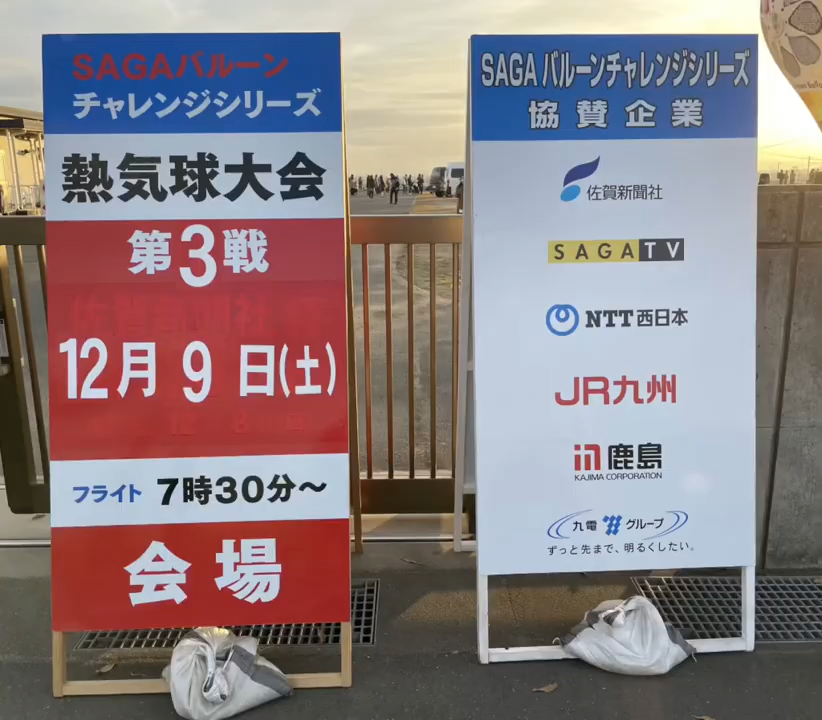 SAGAバルーン
チャレンジシリーズ
熱気球大会
第3戦
12月9日(土)
フライト 7時30分~
会場
SAGA バルーンチャレンジシリーズ
協賛企業
佐賀新聞社
SAGATV
NTT西日本
JR九州
鹿島
KAJIMA CORPORATION
九電グループ
ずっと先まで、明るくしたい。